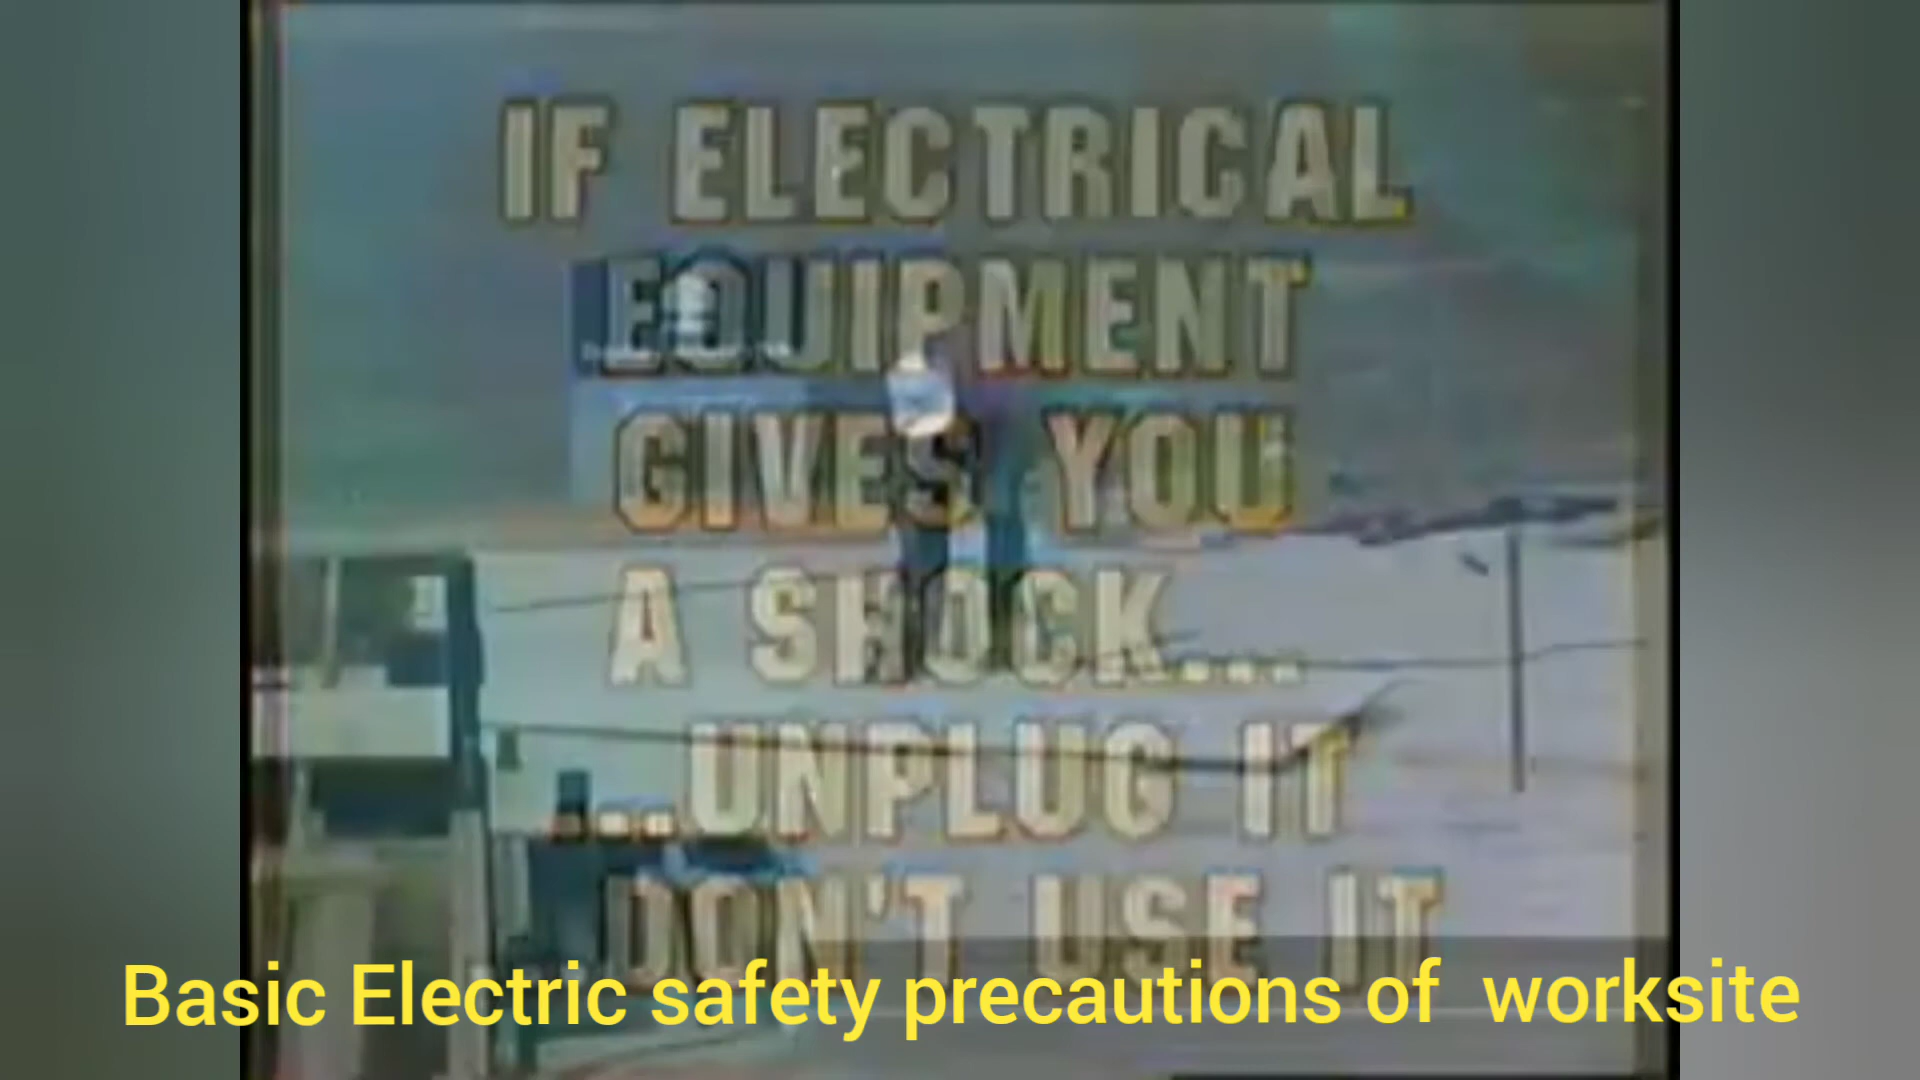 IF ELECTRICAL
EQUIPMENT
GIVES YOU
A SHOCK...
...UNPLUG IT
DON'T USE IT
Basic Electric safety precautions of worksite